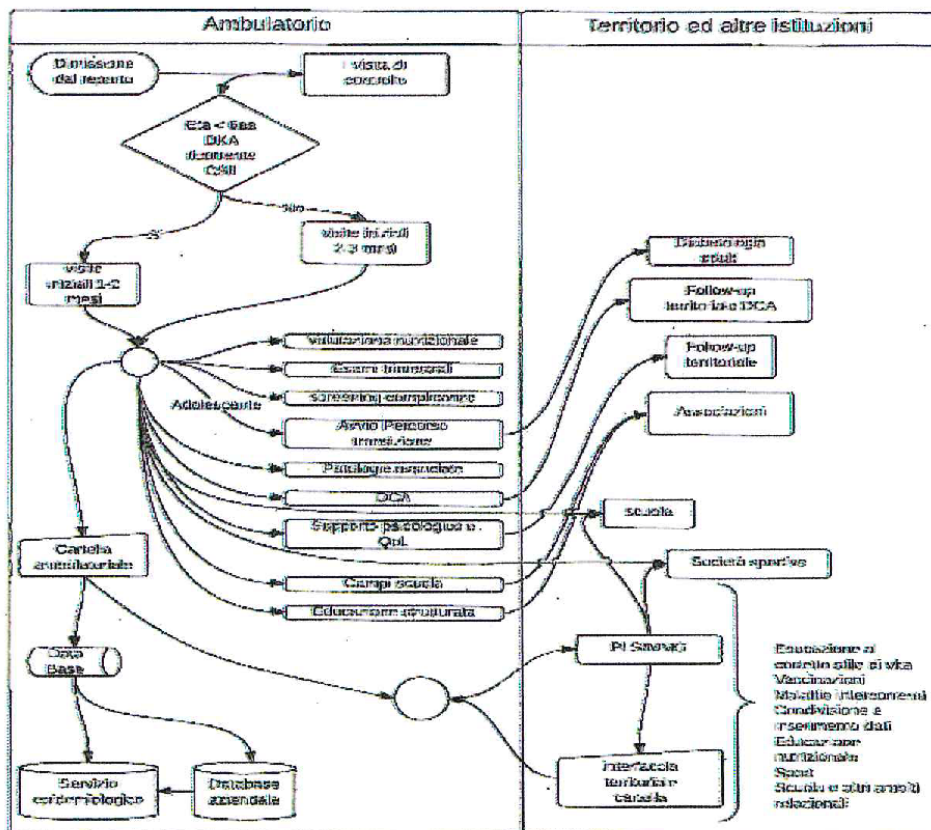 Ambulatorio
Territorio ed altre istituzioni
Dimissione
dal reparto
I visita di
controllo
Età < 6aa
DKA
CSII
Sì
No
visite iniziali
2-3 mesi
visite
iniziali 1-2
mesi
Diabetologia
adulti
Follow-up
territoriale DCA
Follow-up
territoriale
Associazioni
valutazione nutrizionale
Esami trimestrali
screening complicanze
Adolescente
Avvio Percorso
transizione
Patologie associate
DCA
Supporto psicologico e
QoL
scuola
Cartella
ambulatoriale
Campi scuola
Educazione strutturata
Società sportive
Data
Base
PLS/MMG
Servizio
epidemiologico
Database
aziendale
Interfaccia
territoriale
cartella
Educazione al
corretto stile di vita
Vaccinazioni
Malattie intercorrenti
Condivisione e
inserimento dati
Educazione
nutrizionale
Sport
Scuola e altri ambiti
relazionali